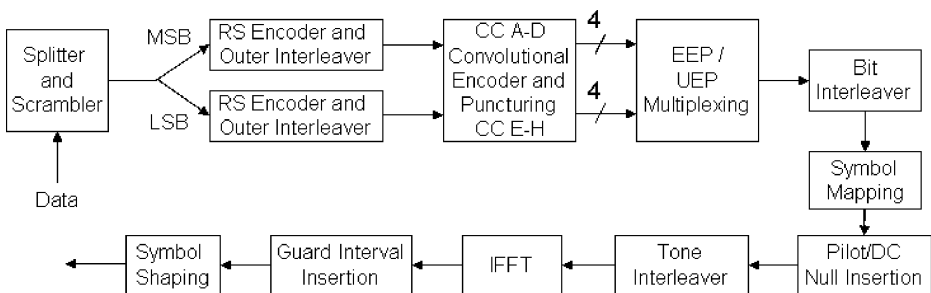 Splitter
and
Scrambler
Data
MSB
LSB
RS Encoder and
Outer Interleaver
RS Encoder and
Outer Interleaver
CC A-D
Convolutional
Encoder and
Puncturing
CC E-H
4
4
EEP /
UEP
Multiplexing
Bit
Interleaver
Symbol
Mapping
Pilot/DC
Null Insertion
Tone
Interleaver
IFFT
Guard Interval
Insertion
Symbol
Shaping